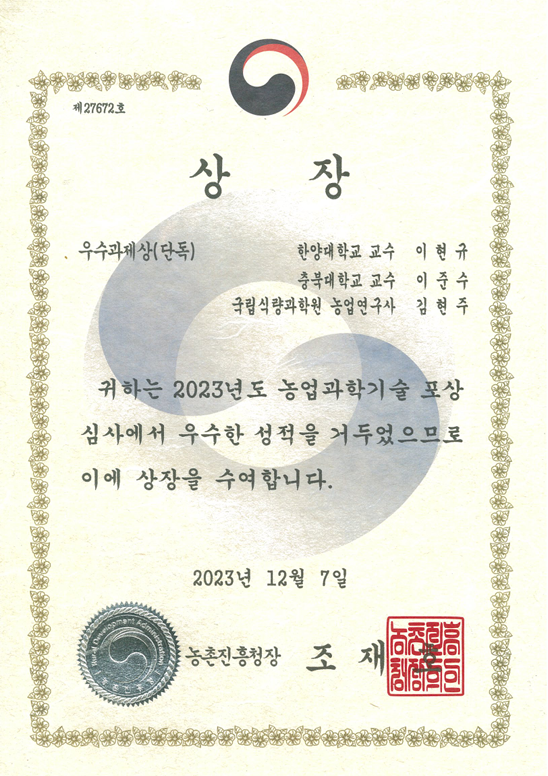 제27672호
상 장
우수과제상(단독) 한양대학교 교수 이현규
충북대학교 교수 이준수
국립식량과학원 농업연구사 김현주
귀하는 2023년도 농업과학기술 포상
심사에서 우수한 성적을 거두었으므로
이에 상장을 수여합니다.
2023년 12월 7일
Rural Development Administration
농촌진흥청장 조재호